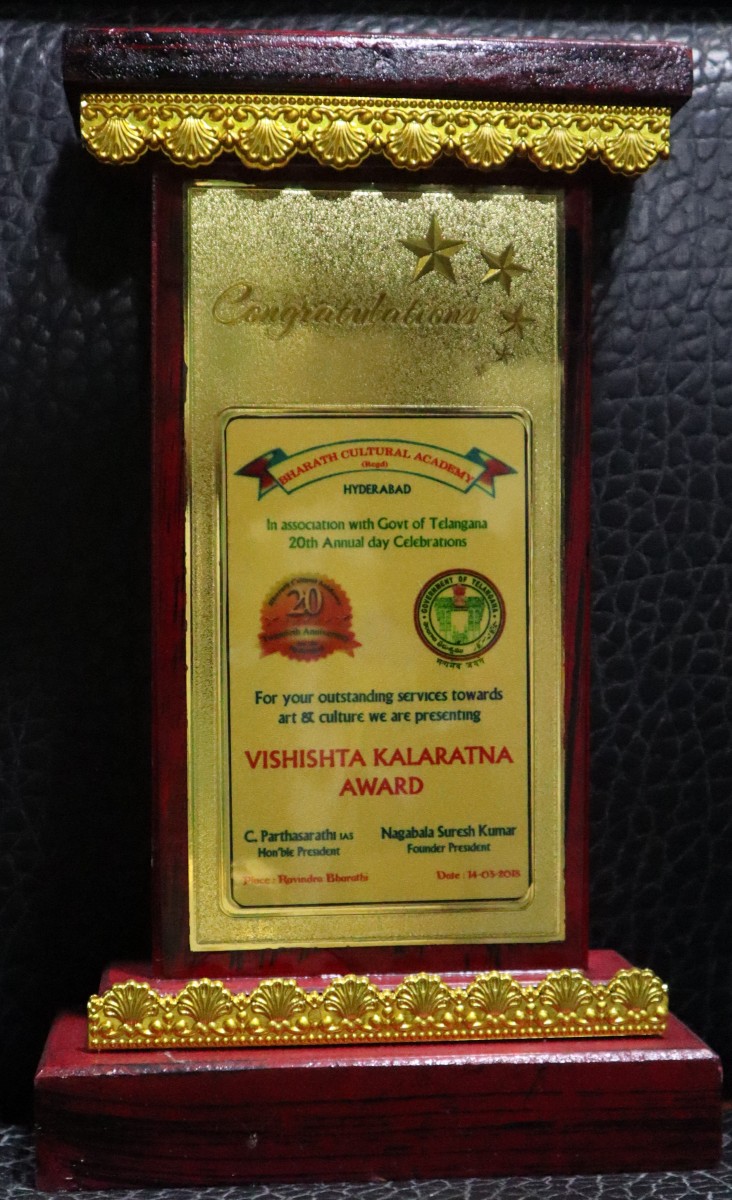 Congratulations
BHARATH CULTURAL ACADEMY
(Regd)
HYDERABAD
In association with Govt of Telangana
20th Annual day Celebrations
20
GOVERNMENT OF TELANGANA
For your outstanding services towards
art & culture we are presenting
VISHISHTA KALARATNA
AWARD
C. Parthasarathi IAS
Hon'ble President
Nagabala Suresh Kumar
Founder President
Place : Ravindra Bharathi
Date : 14-03-2018